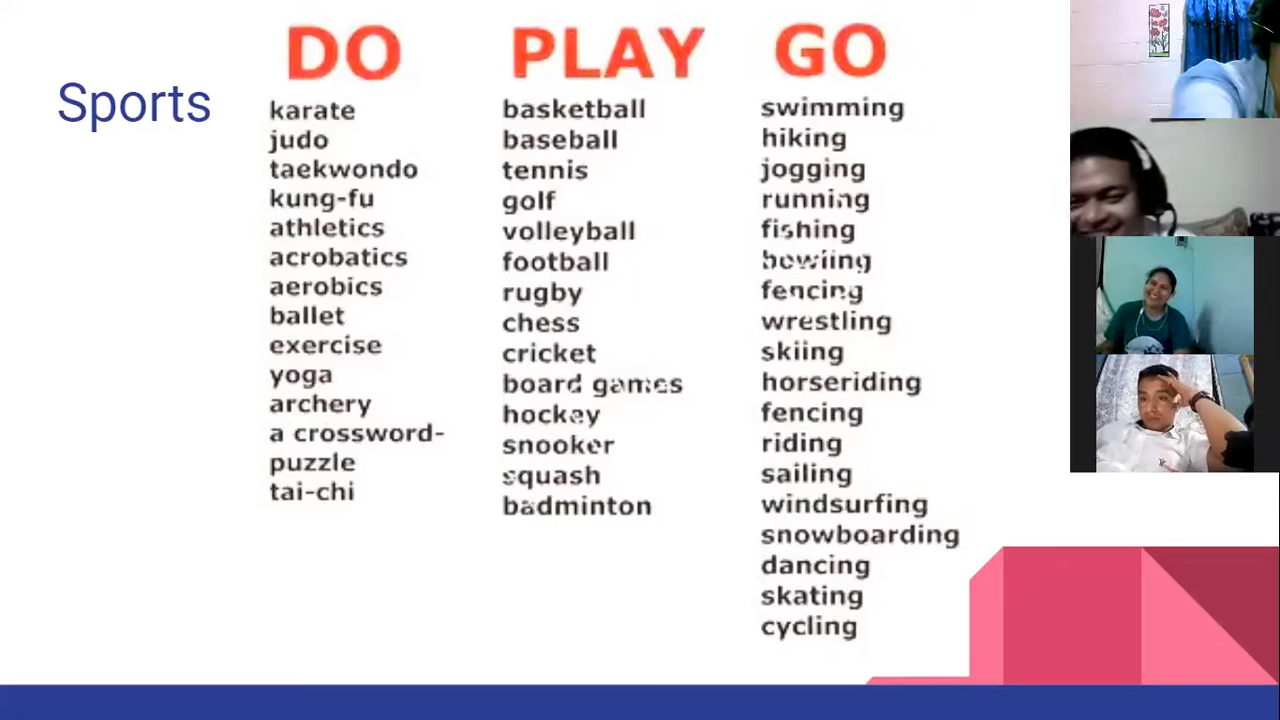 Sports
DO
karate
judo
taekwondo
kung-fu
athletics
acrobatics
aerobics
ballet
exercise
yoga
archery
a crossword-
puzzle
tai-chi
PLAY
basketball
baseball
tennis
golf
volleyball
football
rugby
chess
cricket
board games
hockey
snooker
squash
badminton
GO
swimming
hiking
jogging
running
fishing
bowling
fencing
wrestling
skiing
horseriding
fencing
riding
sailing
windsurfing
snowboarding
dancing
skating
cycling